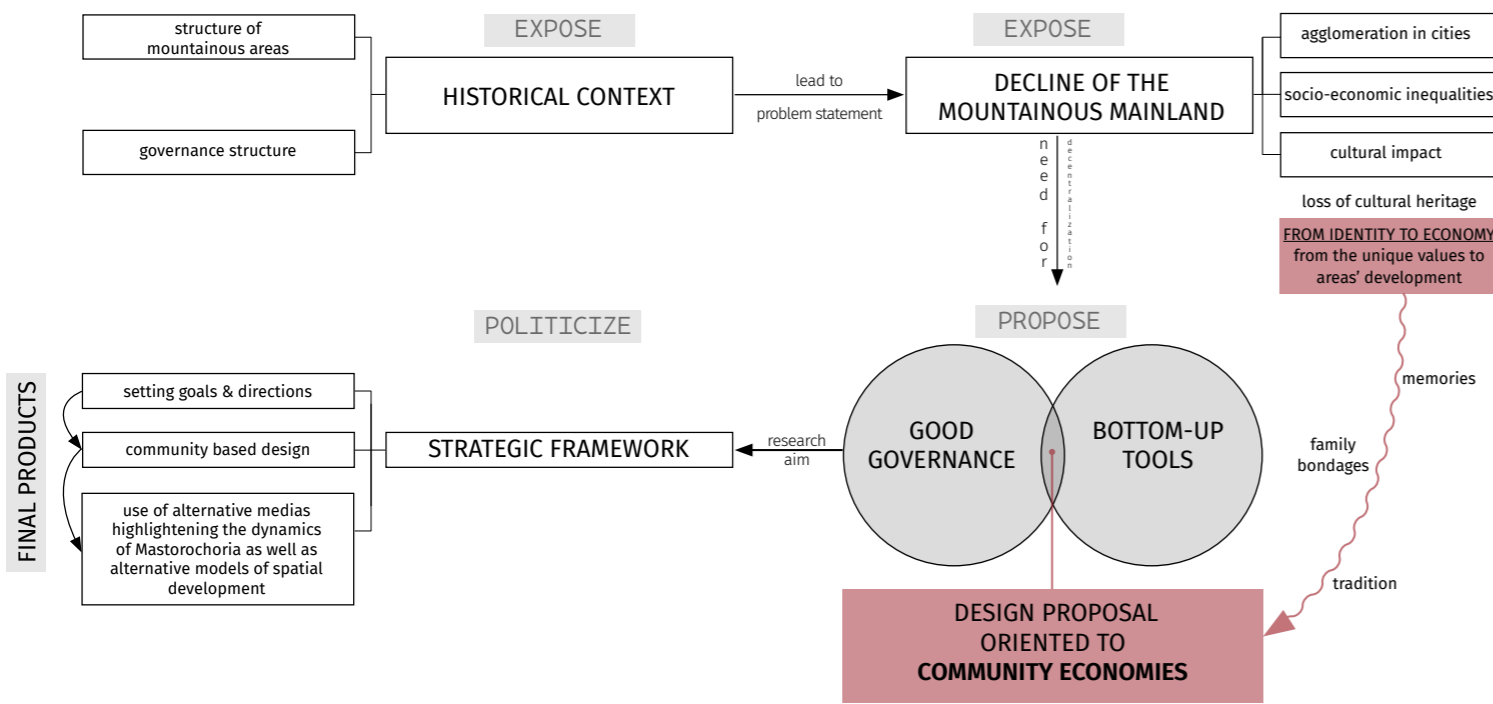 EXPOSE
structure of
mountainous areas
governance structure
HISTORICAL CONTEXT
lead to
problem statement
EXPOSE
DECLINE OF THE
MOUNTAINOUS MAINLAND
agglomeration in cities
socio-economic inequalities
cultural impact
loss of cultural heritage
FROM IDENTITY TO ECONOMY
from the unique values to
areas’ development
need for
decentralization
memories
family
bondages
tradition
PROPOSE
GOOD
GOVERNANCE
BOTTOM-UP
TOOLS
DESIGN PROPOSAL
ORIENTED TO
COMMUNITY ECONOMIES
research
aim
POLITICIZE
STRATEGIC FRAMEWORK
FINAL PRODUCTS
setting goals & directions
community based design
use of alternative medias
highlightening the dynamics
of Mastorochoria as well as
alternative models of spatial
development